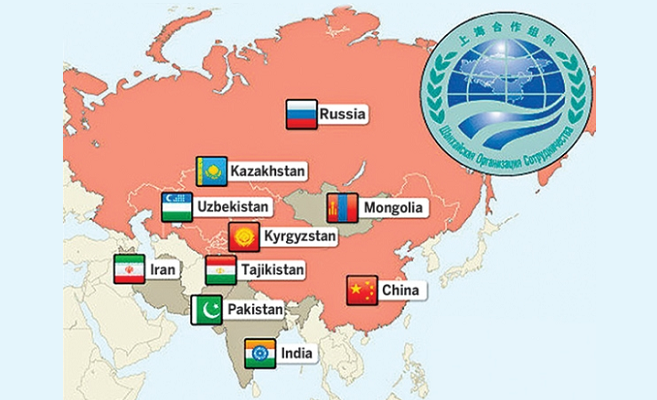 上海合作组织
Шанхайская Организация Сотрудничества
Russia
Kazakhstan
Uzbekistan
Mongolia
Kyrgyzstan
Iran
Tajikistan
China
Pakistan
India